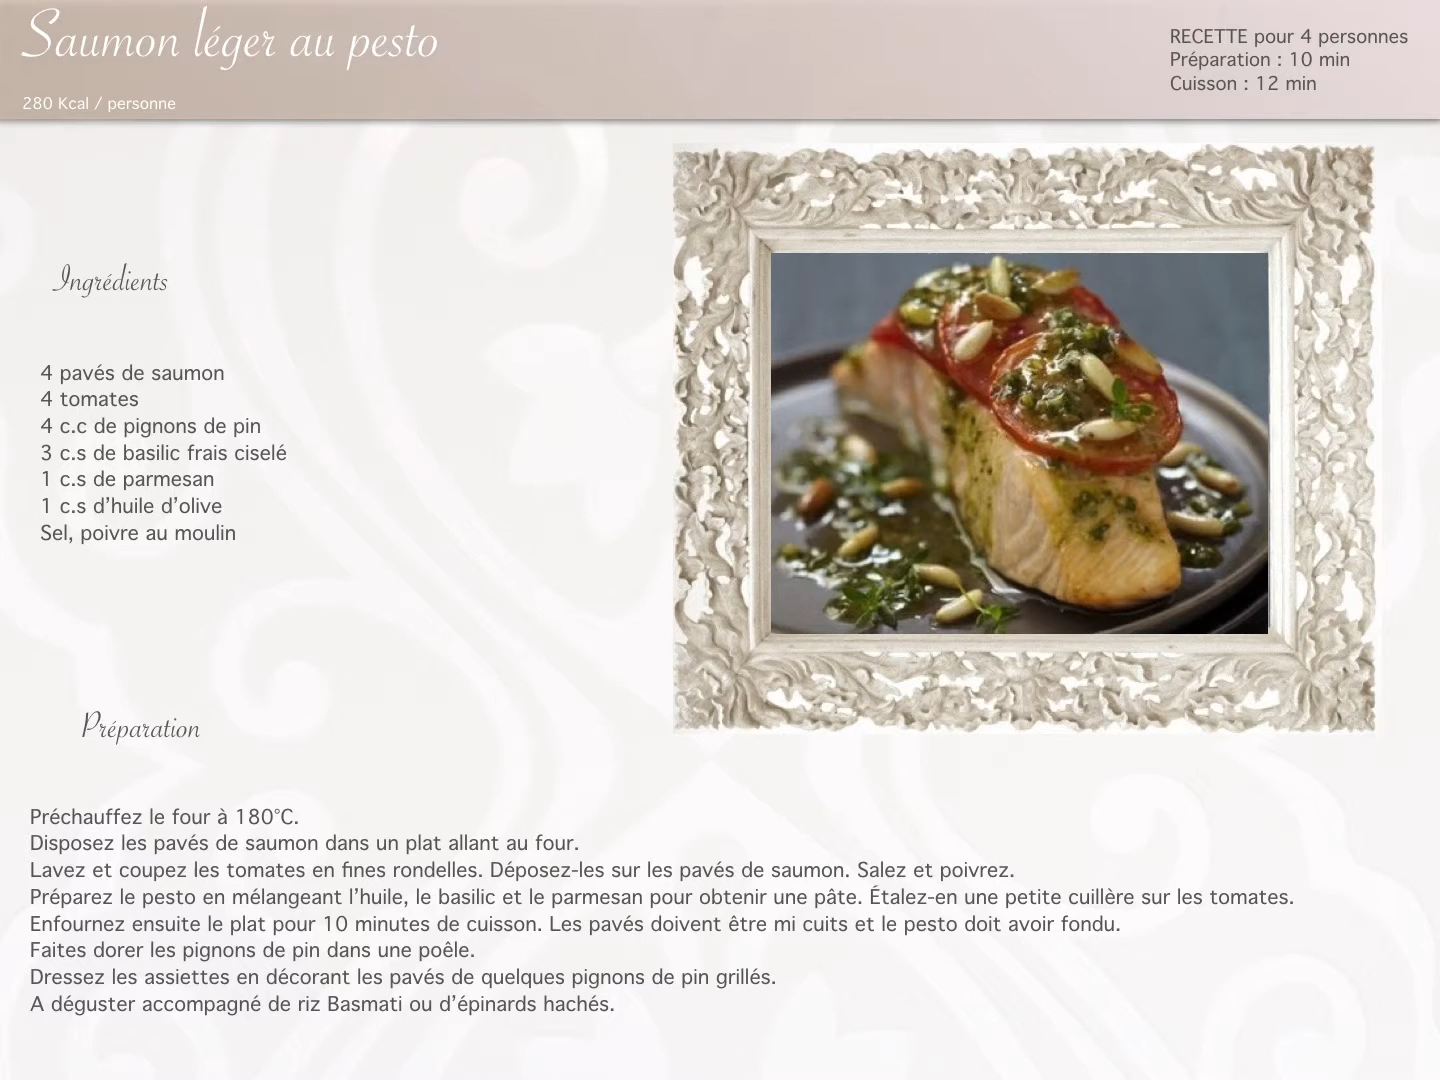 Saumon léger au pesto
280 Kcal / personne
RECETTE pour 4 personnes
Préparation : 10 min
Cuisson : 12 min
Ingrédients
4 pavés de saumon
4 tomates
4 c.c de pignons de pin
3 c.s de basilic frais ciselé
1 c.s de parmesan
1 c.s d’huile d’olive
Sel, poivre au moulin
Préparation
Préchauffez le four à 180°C.
Disposez les pavés de saumon dans un plat allant au four.
Lavez et coupez les tomates en fines rondelles. Déposez-les sur les pavés de saumon. Salez et poivrez.
Préparez le pesto en mélangeant l’huile, le basilic et le parmesan pour obtenir une pâte. Étalez-en une petite cuillère sur les tomates.
Enfournez ensuite le plat pour 10 minutes de cuisson. Les pavés doivent être mi cuits et le pesto doit avoir fondu.
Faites dorer les pignons de pin dans une poêle.
Dressez les assiettes en décorant les pavés de quelques pignons de pin grillés.
A déguster accompagné de riz Basmati ou d’épinards hachés.